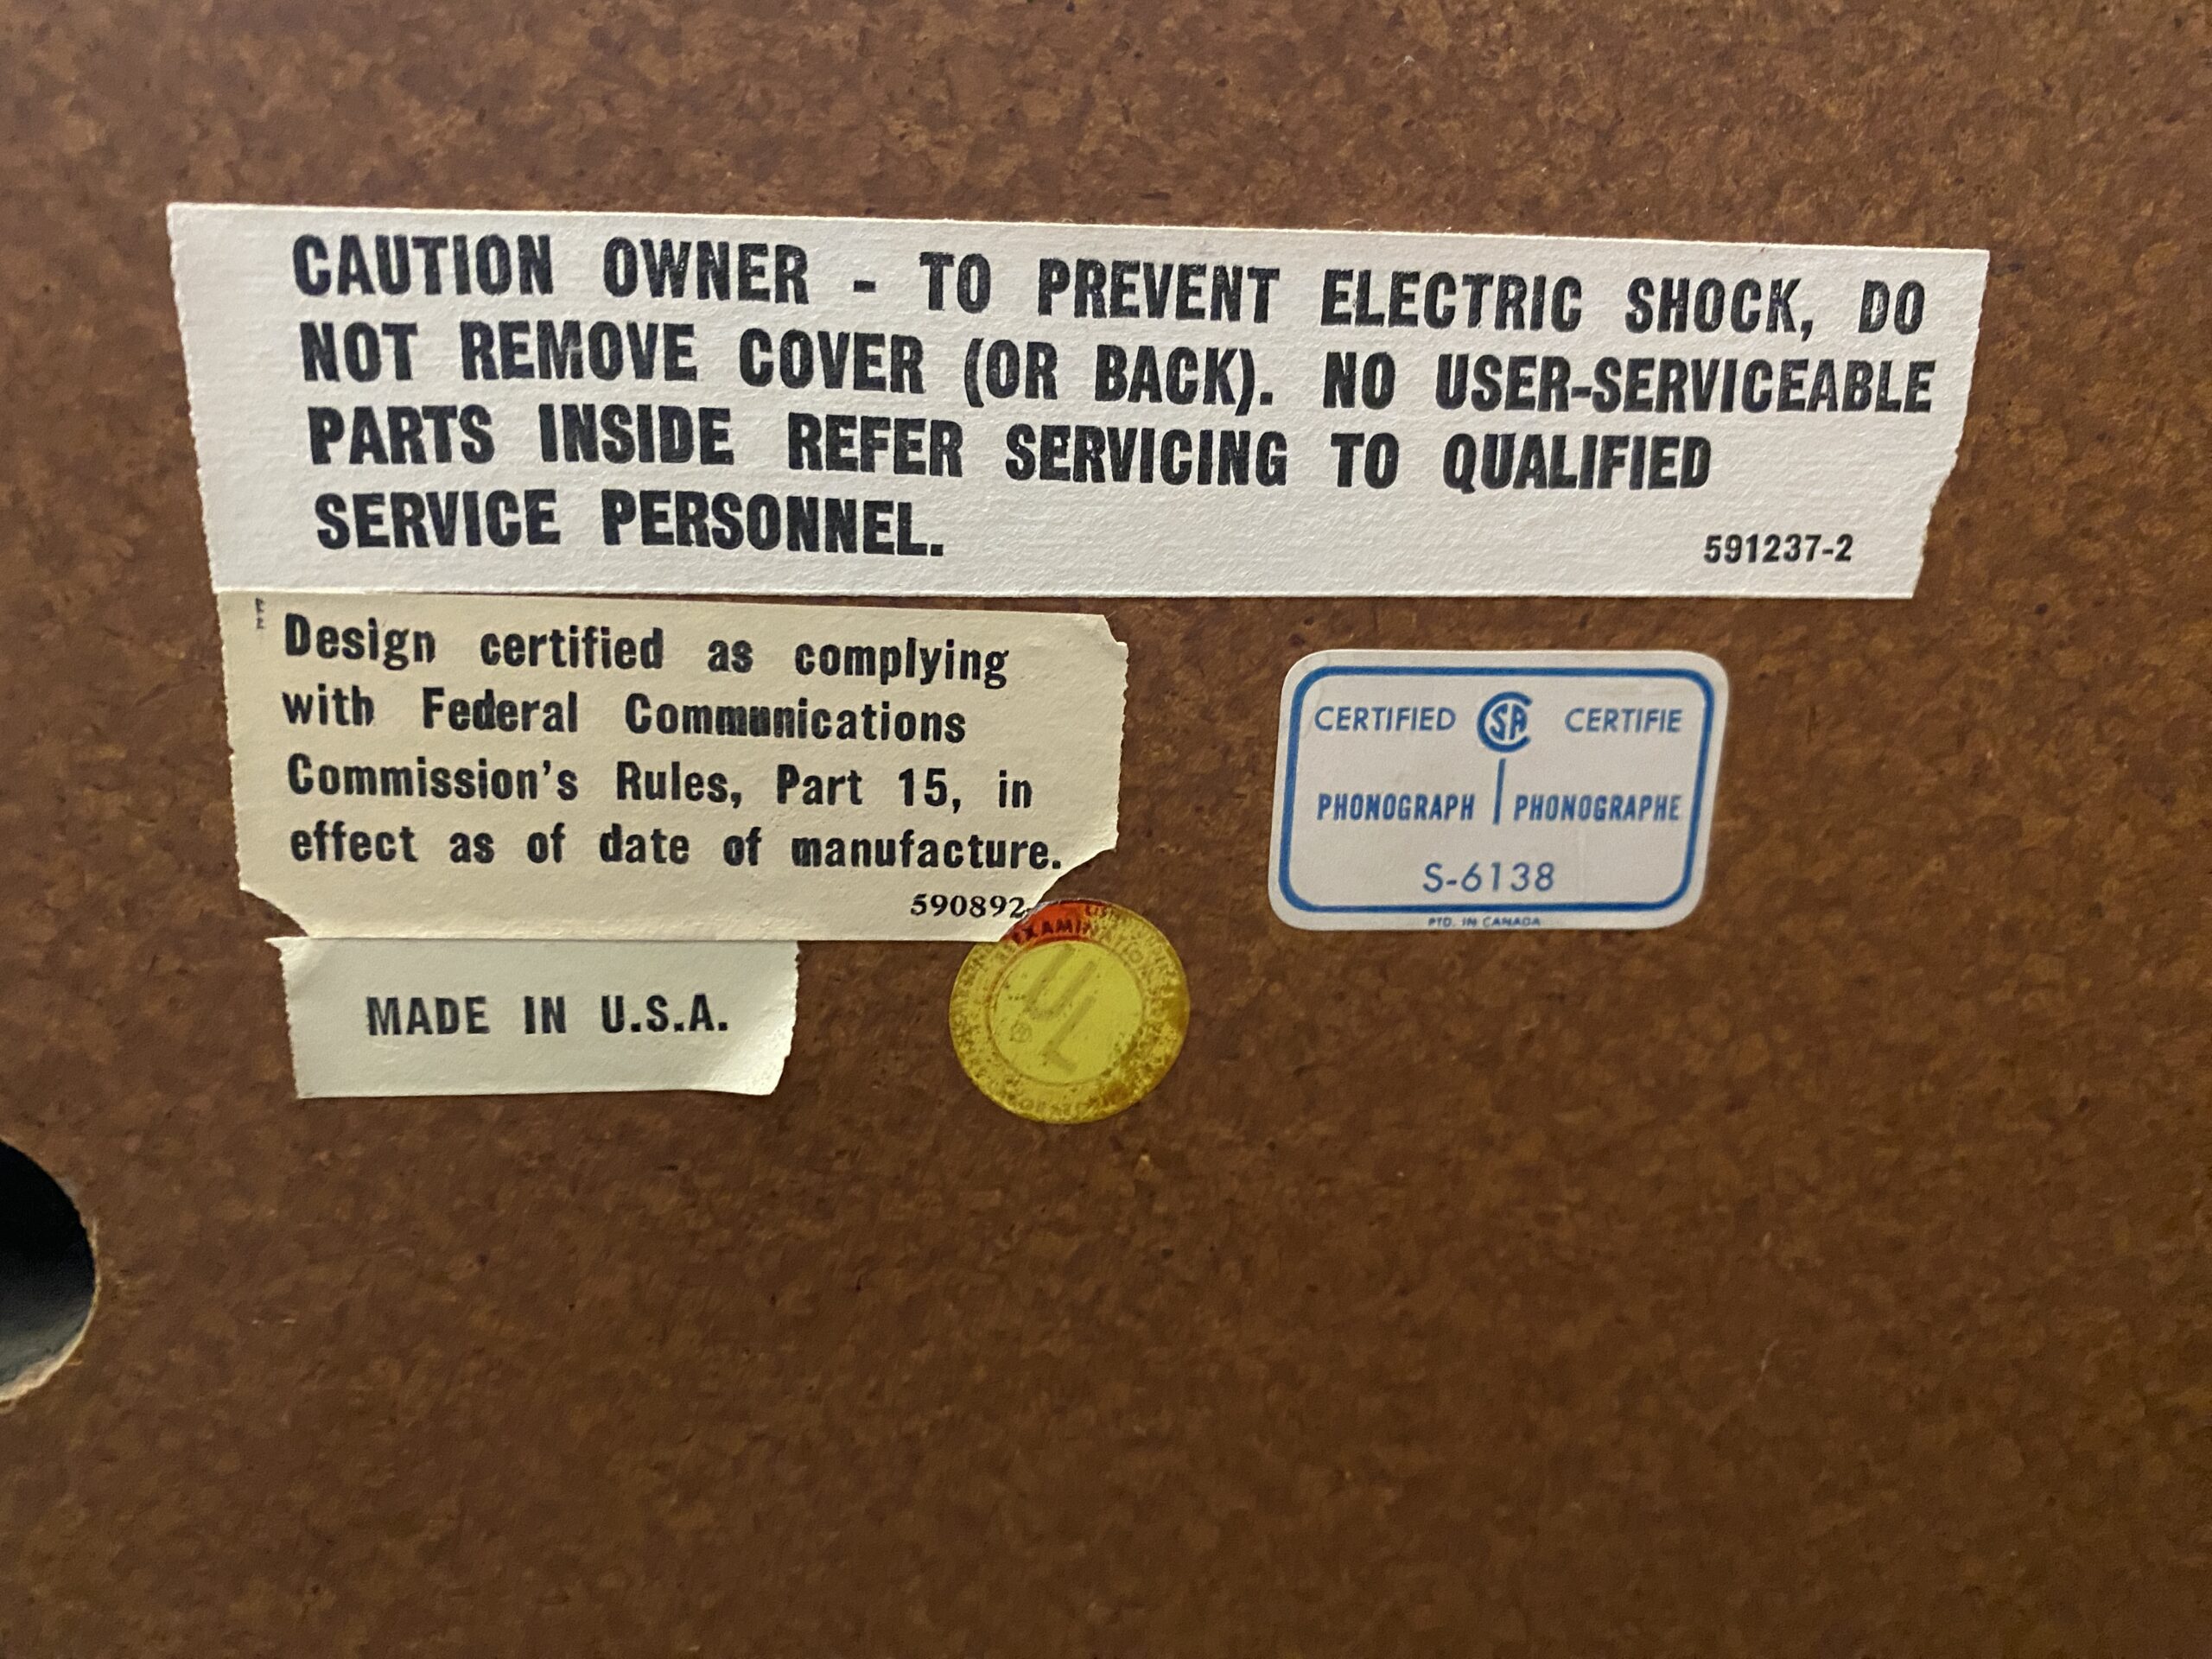 CAUTION OWNER - TO PREVENT ELECTRIC SHOCK, DO
NOT REMOVE COVER (OR BACK). NO USER-SERVICEABLE
PARTS INSIDE REFER SERVICING TO QUALIFIED
SERVICE PERSONNEL.
591237-2
Design certified as complying
with Federal Communications
Commission's Rules, Part 15, in
effect as of date of manufacture.
590892-
MADE IN U.S.A.
UL
CERTIFIED CSA CERTIFIE
PHONOGRAPH | PHONOGRAPHE
S-6138
PTD. IN CANADA